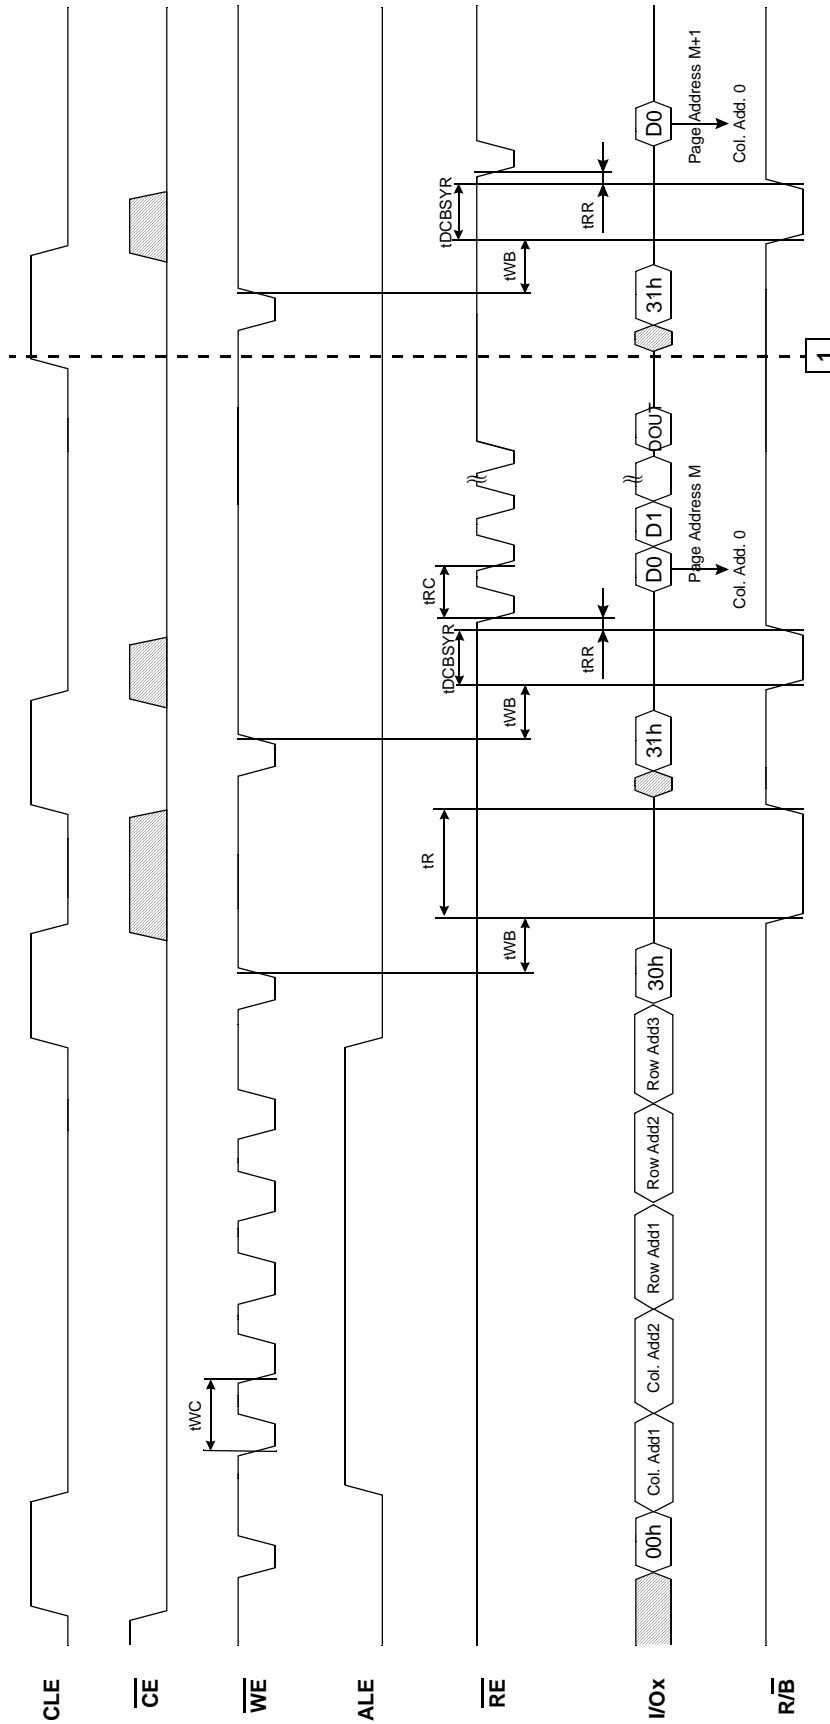 CLE
CE
WE
tWC
ALE
RE
tWB
tR
tWB
tDCBSYR
tRR
tRC
tWB
tDCBSYR
tRR
I/Ox
00h
Col. Add1
Col. Add2
Row Add1
Row Add2
Row Add3
30h
31h
D0
D1
DOUT
31h
D0
Page Address M
Col. Add. 0
Page Address M+1
Col. Add. 0
R/B
1